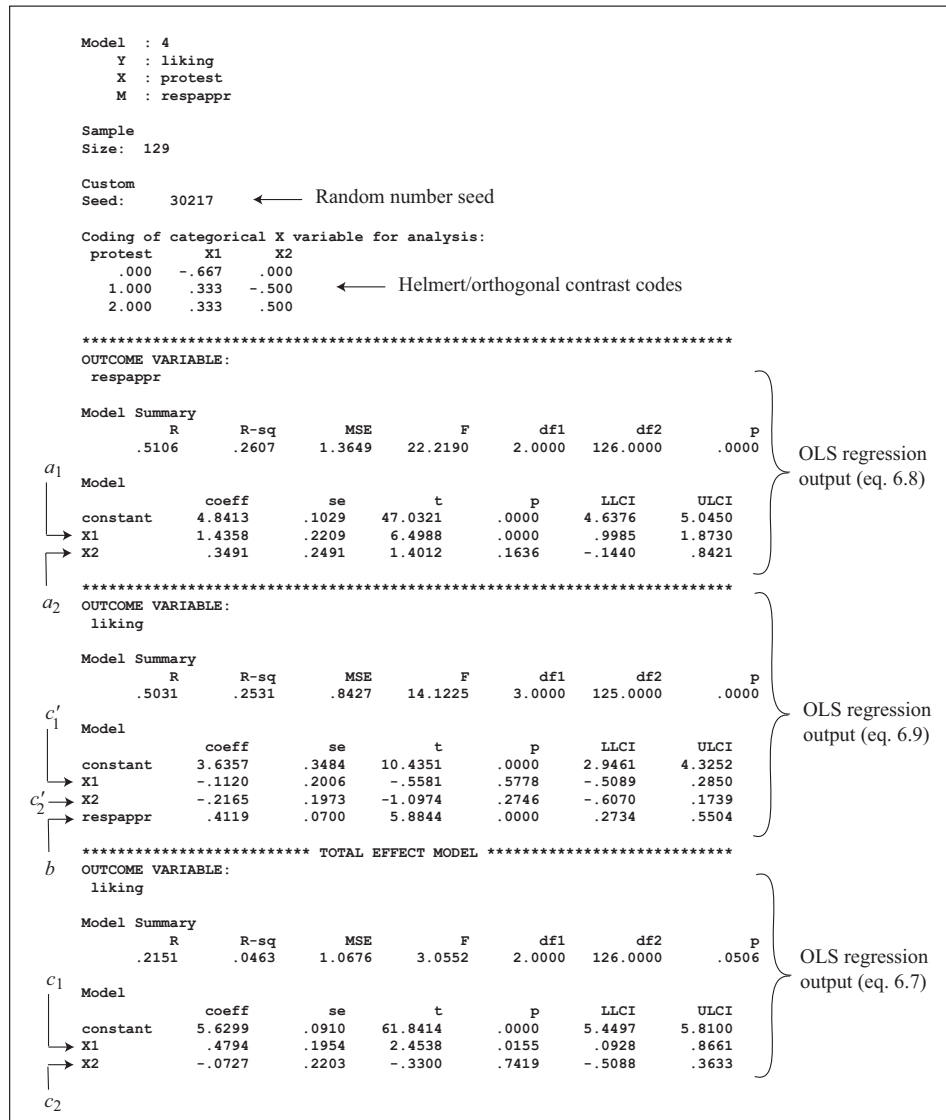 Model : 4
Y : liking
X : protest
M : respappr
Sample
Size: 129
Custom
Seed: 30217
Random number seed
Coding of categorical X variable for analysis:
protest X1 X2
.000 -.667 .000
1.000 .333 -.500
2.000 .333 .500
Helmert/orthogonal contrast codes
**************************************************************************
OUTCOME VARIABLE:
respappr
Model Summary
R R-sq MSE F df1 df2 p
.5106 .2607 1.3649 22.2190 2.0000 126.0000 .0000
Model
coeff se t p LLCI ULCI
constant 4.8413 .1029 47.0321 .0000 4.6376 5.0450
a1
X1 1.4358 .2209 6.4988 .0000 .9985 1.8730
X2 .3491 .2491 1.4012 .1636 -.1440 .8421
a2
OLS regression
output (eq. 6.8)
**************************************************************************
OUTCOME VARIABLE:
liking
Model Summary
R R-sq MSE F df1 df2 p
.5031 .2531 .8427 14.1225 3.0000 125.0000 .0000
Model
coeff se t p LLCI ULCI
constant 3.6357 .3484 10.4351 .0000 2.9461 4.3252
c′1
X1 -.1120 .2006 -.5581 .5778 -.5089 .2850
c′2
X2 -.2165 .1973 -1.0974 .2746 -.6070 .1739
respappr .4119 .0700 5.8844 .0000 .2734 .5504
b
OLS regression
output (eq. 6.9)
************************** TOTAL EFFECT MODEL ****************************
OUTCOME VARIABLE:
liking
Model Summary
R R-sq MSE F df1 df2 p
.2151 .0463 1.0676 3.0552 2.0000 126.0000 .0506
Model
coeff se t p LLCI ULCI
constant 5.6299 .0910 61.8414 .0000 5.4497 5.8100
c1
X1 .4794 .1954 2.4538 .0155 .0928 .8661
X2 -.0727 .2203 -.3300 .7419 -.5088 .3633
c2
OLS regression
output (eq. 6.7)